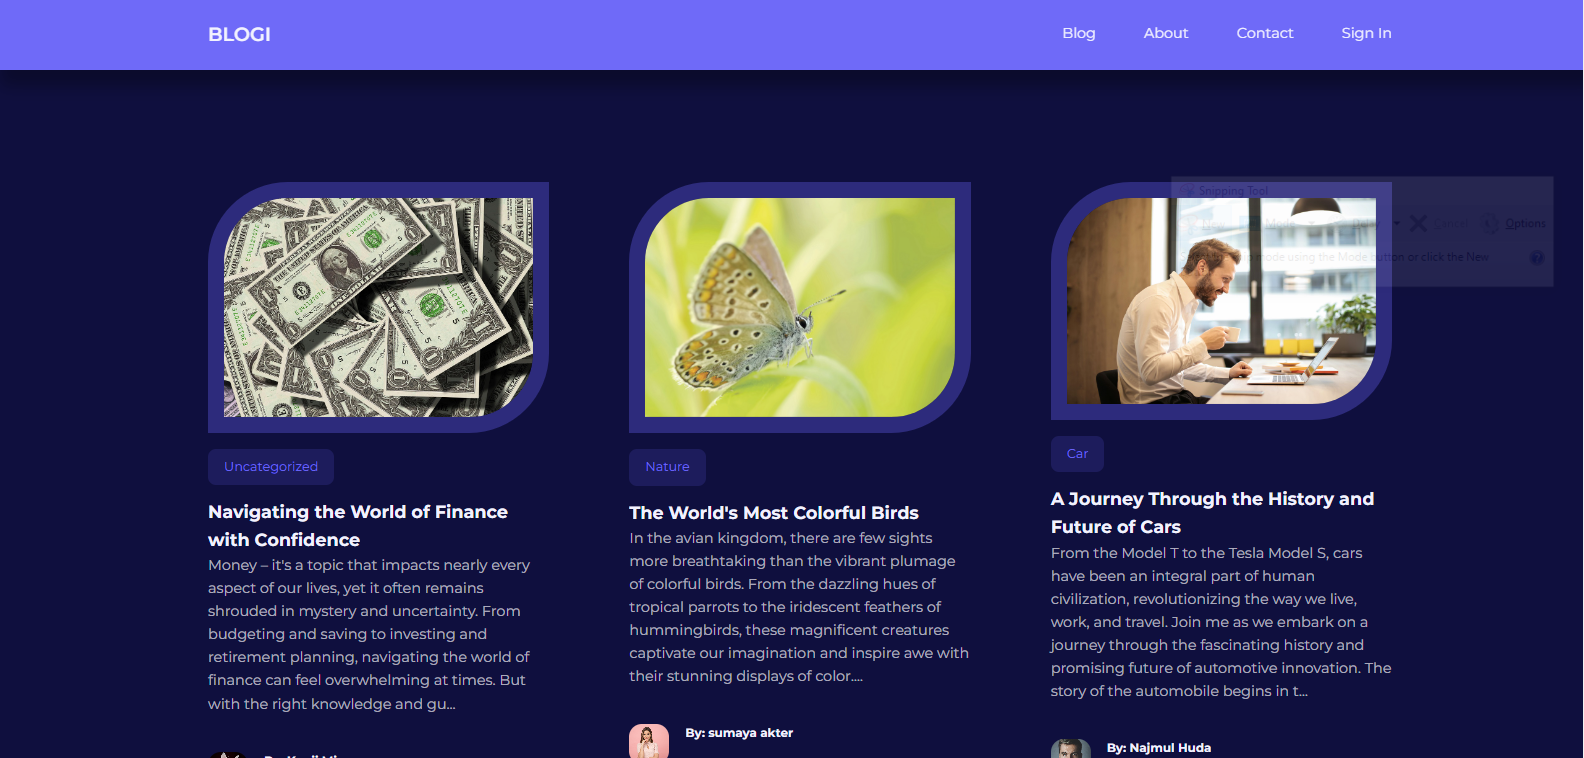 BLOGI
Blog
About
Contact
Sign In
Snipping Tool
Options
mode using the Mode button or click the New
Uncategorized
Navigating the World of Finance
with Confidence
Money – it's a topic that impacts nearly every
aspect of our lives, yet it often remains
shrouded in mystery and uncertainty. From
budgeting and saving to investing and
retirement planning, navigating the world of
finance can feel overwhelming at times. But
with the right knowledge and gu...
Nature
The World's Most Colorful Birds
In the avian kingdom, there are few sights
more breathtaking than the vibrant plumage
of colorful birds. From the dazzling hues of
tropical parrots to the iridescent feathers of
hummingbirds, these magnificent creatures
captivate our imagination and inspire awe with
their stunning displays of color....
By: sumaya akter
Car
A Journey Through the History and
Future of Cars
From the Model T to the Tesla Model S, cars
have been an integral part of human
civilization, revolutionizing the way we live,
work, and travel. Join me as we embark on a
journey through the fascinating history and
promising future of automotive innovation. The
story of the automobile begins in t...
By: Najmul Huda